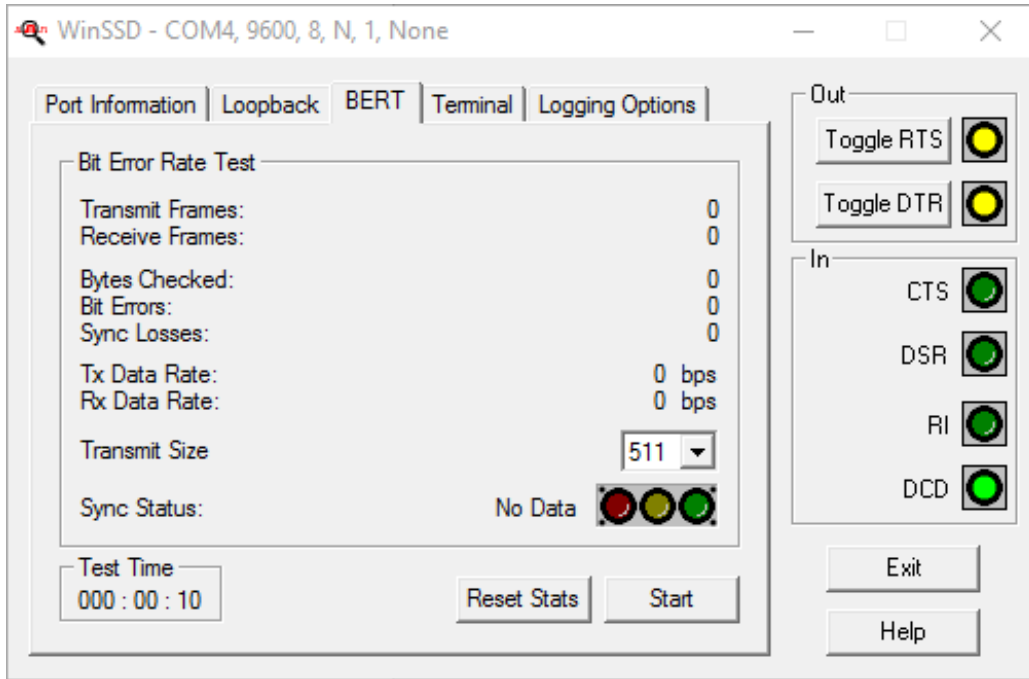 WinSSD - COM4, 9600, 8, N, 1, None
Port Information Loopback BERT Terminal Logging Options
Bit Error Rate Test
Transmit Frames: 0
Receive Frames: 0
Bytes Checked: 0
Bit Errors: 0
Sync Losses: 0
Tx Data Rate: 0 bps
Rx Data Rate: 0 bps
Transmit Size 511
Sync Status: No Data
Test Time
000 : 00 : 10
Reset Stats Start
Out
Toggle RTS
Toggle DTR
In
CTS
DSR
RI
DCD
Exit
Help